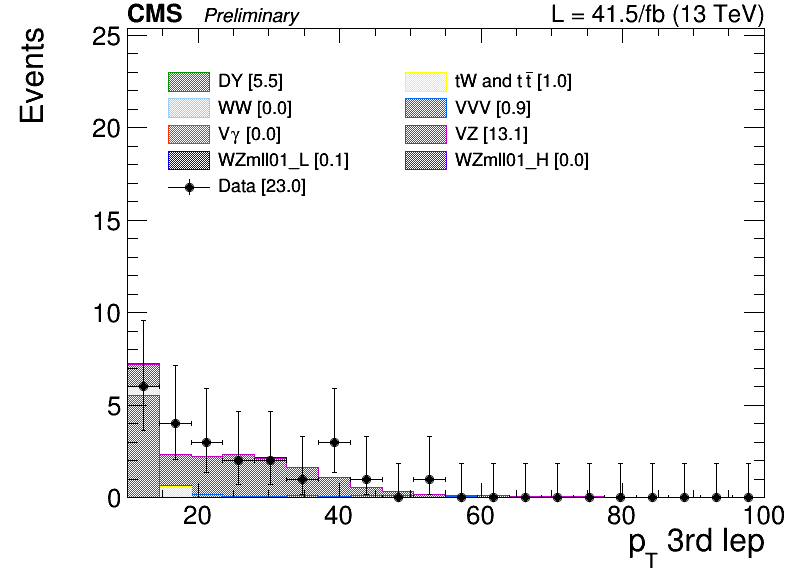 CMS Preliminary L = 41.5/fb (13 TeV)
Events
25
20
15
10
5
0
DY [5.5]
WW [0.0]
Vγ [0.0]
WZmll01_L [0.1]
Data [23.0]
tW and t t̅ [1.0]
VVV [0.9]
VZ [13.1]
WZmll01_H [0.0]
20 40 60 80 100
p_T 3rd lep